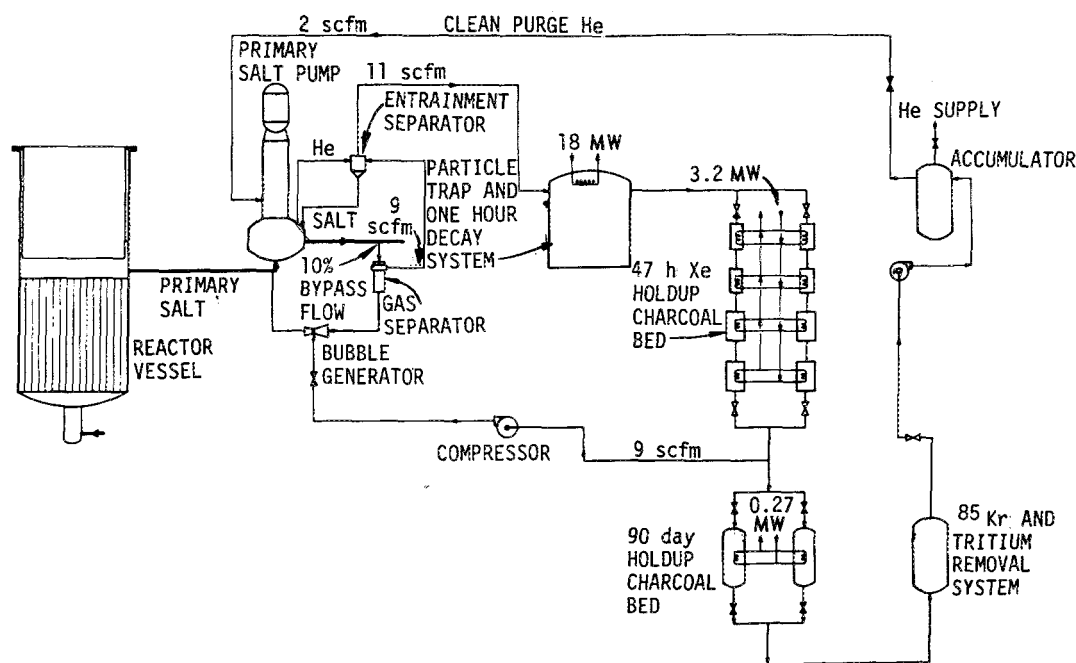 2 scfm
CLEAN PURGE He
PRIMARY
SALT PUMP
11 scfm
ENTRAINMENT
SEPARATOR
He SUPPLY
ACCUMULATOR
He
18 MW
3.2 MW
PARTICLE
TRAP AND
ONE HOUR
DECAY
SYSTEM
SALT
9
scfm
10%
BYPASS
FLOW
GAS
SEPARATOR
PRIMARY
SALT
47 h Xe
HOLDUP
CHARCOAL
BED
REACTOR
VESSEL
BUBBLE
GENERATOR
COMPRESSOR
9 scfm
0.27
MW
90 day
HOLDUP
CHARCOAL
BED
85Kr AND
TRITIUM
REMOVAL
SYSTEM